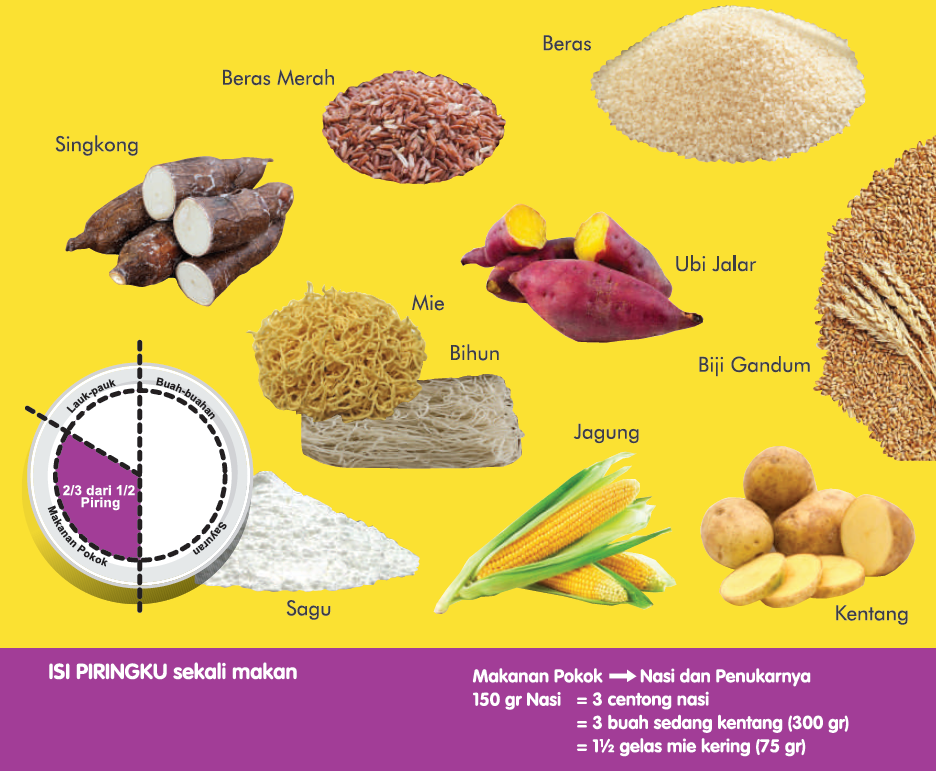 Beras
Beras Merah
Singkong
Ubi Jalar
Mie
Bihun
Biji Gandum
Jagung
Lauk-pauk
Buah-buahan
2/3 dari 1/2
Piring
Makanan Pokok
Sayuran
Sagu
Kentang
ISI PIRINGKU sekali makan
Makanan Pokok → Nasi dan Penukarnya
150 gr Nasi = 3 centong nasi
= 3 buah sedang kentang (300 gr)
= 1½ gelas mie kering (75 gr)